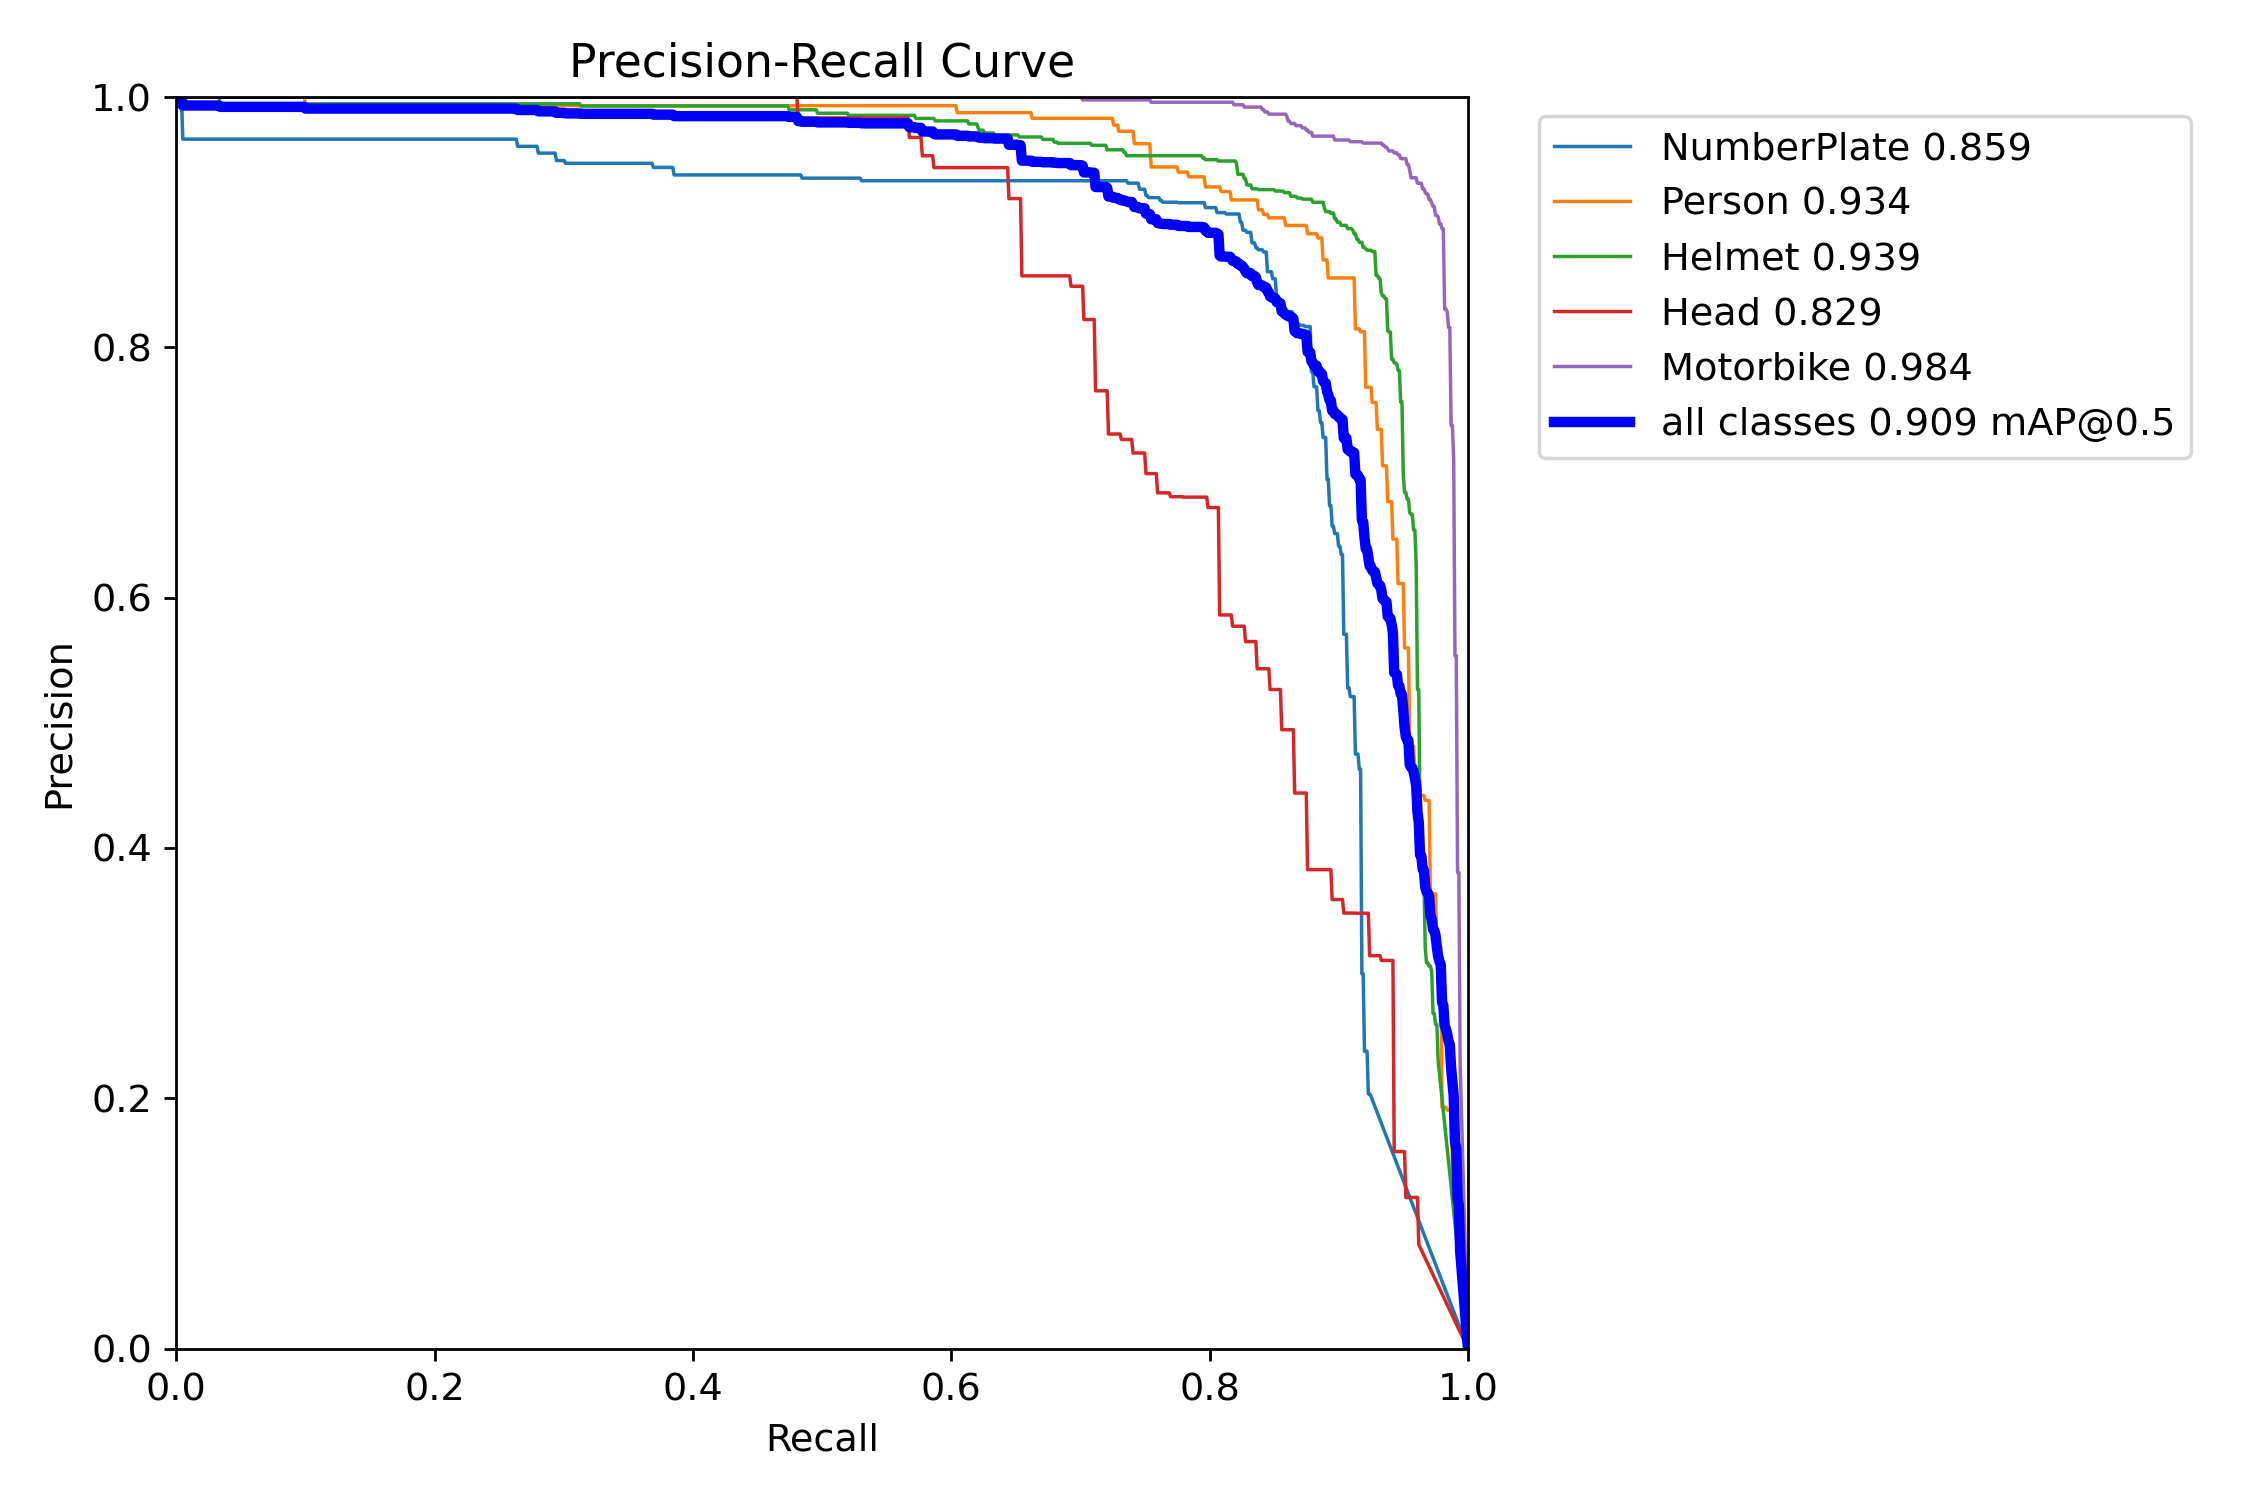 Precision-Recall Curve
1.0
0.8
0.6
0.4
0.2
0.0
Precision
0.0 0.2 0.4 0.6 0.8 1.0
Recall
NumberPlate 0.859
Person 0.934
Helmet 0.939
Head 0.829
Motorbike 0.984
all classes 0.909 mAP@0.5